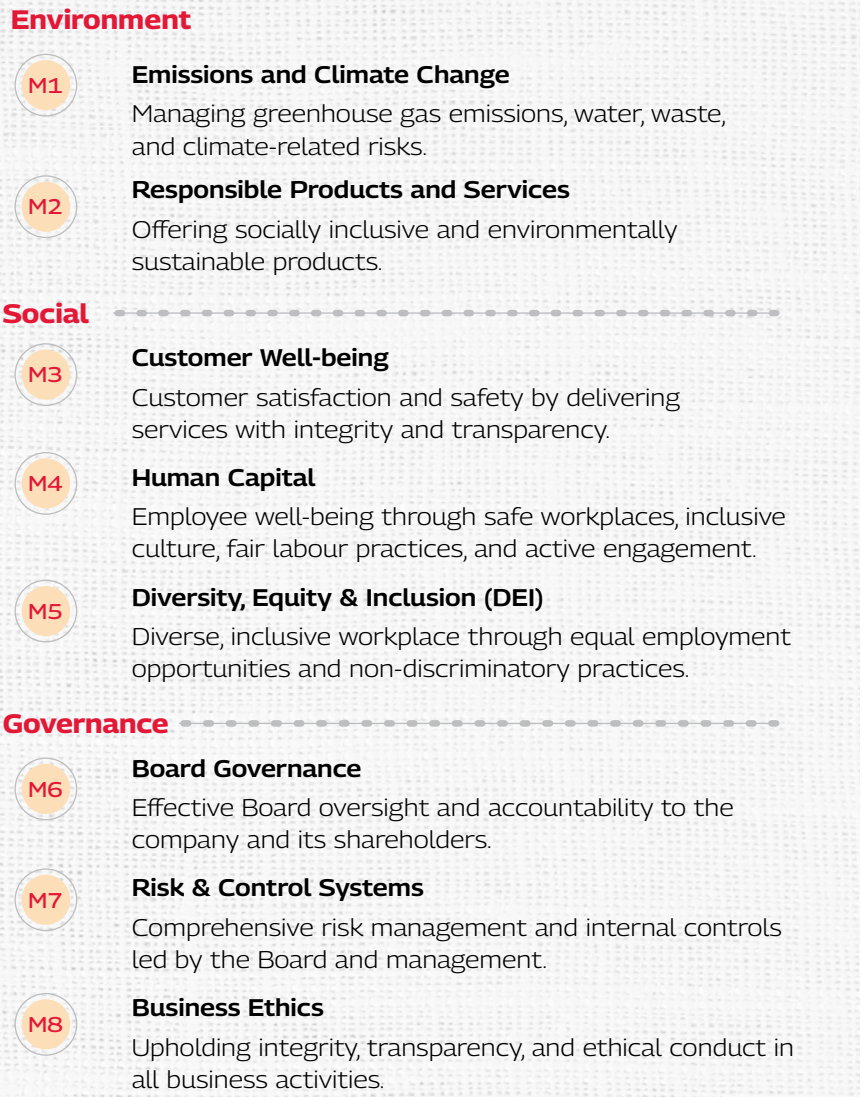 Environment
M1
Emissions and Climate Change
Managing greenhouse gas emissions, water, waste,
and climate-related risks.
M2
Responsible Products and Services
Offering socially inclusive and environmentally
sustainable products.
Social
M3
Customer Well-being
Customer satisfaction and safety by delivering
services with integrity and transparency.
M4
Human Capital
Employee well-being through safe workplaces, inclusive
culture, fair labour practices, and active engagement.
M5
Diversity, Equity & Inclusion (DEI)
Diverse, inclusive workplace through equal employment
opportunities and non-discriminatory practices.
Governance
M6
Board Governance
Effective Board oversight and accountability to the
company and its shareholders.
M7
Risk & Control Systems
Comprehensive risk management and internal controls
led by the Board and management.
M8
Business Ethics
Upholding integrity, transparency, and ethical conduct in
all business activities.